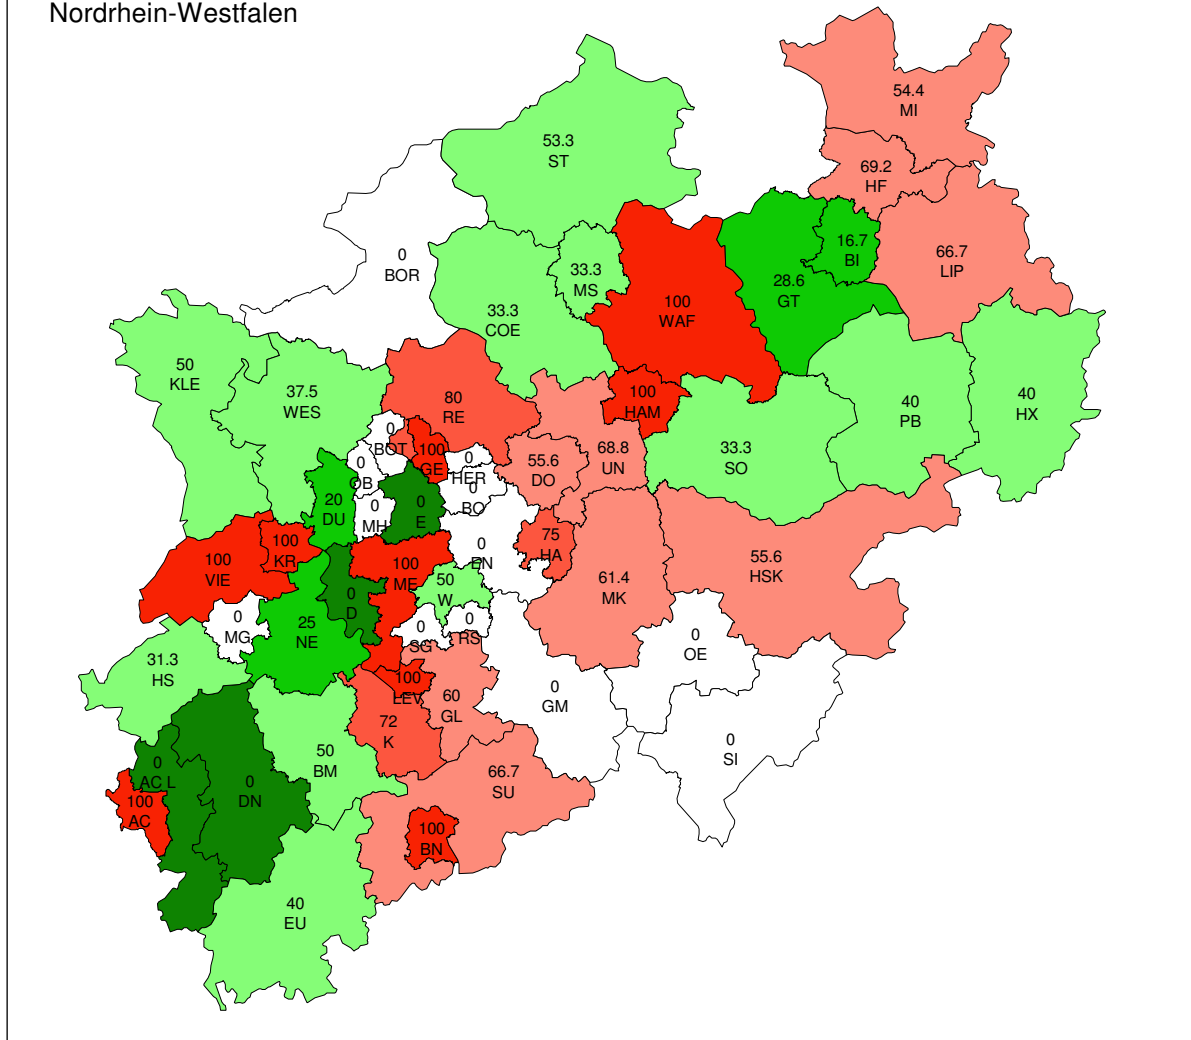 Nordrhein-Westfalen
54.4
MI
53.3
ST
69.2
HF
16.7
BI
66.7
LIP
0
BOR
33.3
MS
28.6
GT
100
WAF
33.3
COE
50
KLE
37.5
WES
80
RE
100
HAM
40
PB
40
HX
0
BOT
100
GE
0
HER
68.8
UN
33.3
SO
0
OB
55.6
DO
20
DU
0
MH
0
E
0
BO
100
VIE
100
KR
100
ME
0
EN
75
HA
55.6
HSK
61.4
MK
0
D
50
W
0
MG
25
NE
0
SG
0
RS
0
OE
31.3
HS
100
LEV
60
GL
0
GM
72
K
0
SI
50
BM
66.7
SU
0
AC L
0
DN
100
AC
100
BN
40
EU